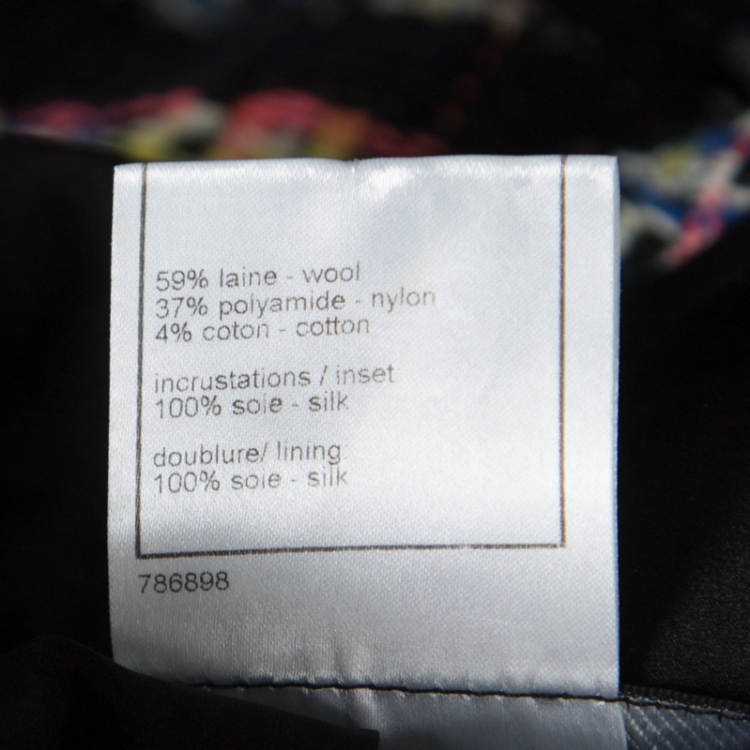 59% laine - wool
37% polyamide - nylon
4% coton - cotton
incrustations / inset
100% soie - silk
doublure/ lining
100% soie - silk
786898